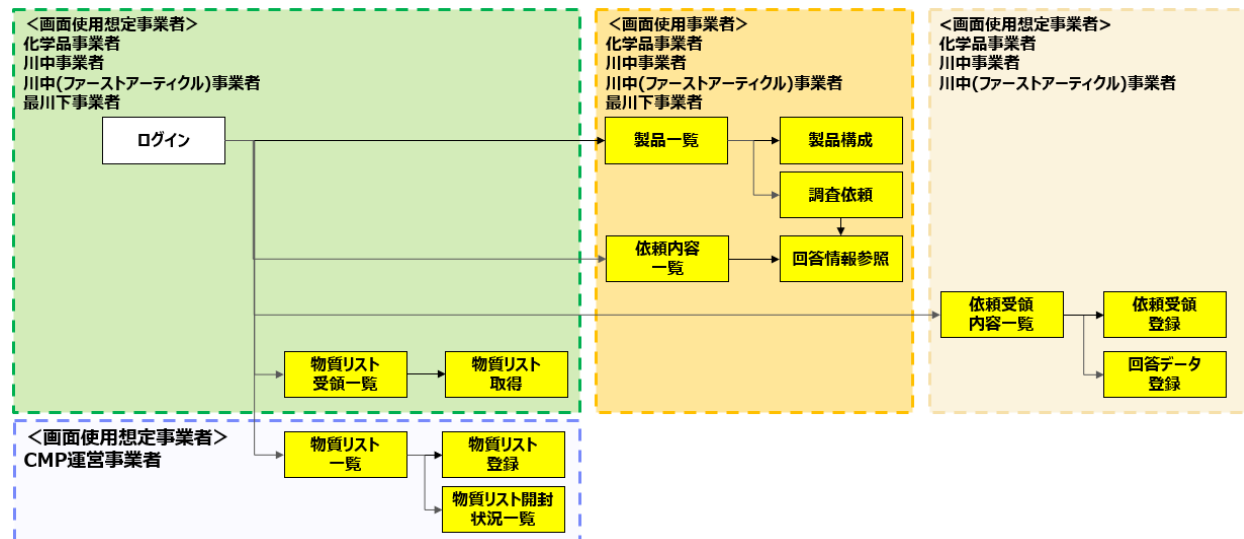 ＜画面使用想定事業者＞
化学品事業者
川中事業者
川中(ファーストアーティクル)事業者
最川下事業者
ログイン
物質リスト
受領一覧
物質リスト
取得
＜画面使用事業者＞
化学品事業者
川中事業者
川中(ファーストアーティクル)事業者
最川下事業者
製品一覧
製品構成
調査依頼
依頼内容
一覧
回答情報参照
<画面使用想定事業者>
化学品事業者
川中事業者
川中(ファーストアーティクル)事業者
依頼受領
内容一覧
依頼受領
登録
回答データ
登録
＜画面使用想定事業者＞
CMP運営事業者
物質リスト
一覧
物質リスト
登録
物質リスト開封
状況一覧